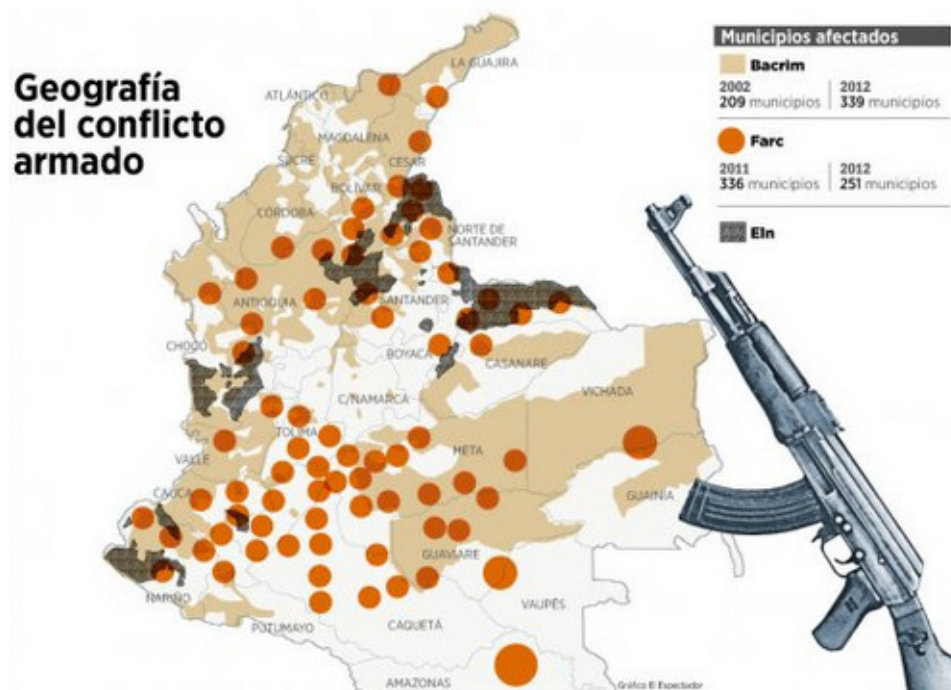 Geografía
del conflicto
armado
Municipios afectados
Bacrim
2002
209 municipios
2012
339 municipios
Farc
2011
336 municipios
2012
251 municipios
Eln
LA GUAJIRA
ATLÁNTICO
MAGDALENA
SUCRE
CESAR
BOLÍVAR
CÓRDOBA
NORTE DE
SANTANDER
ANTIOQUIA
SANTANDER
CHOCÓ
BOYACÁ
CASANARE
C/NAMARCA
VICHADA
TOLIMA
META
VALLE
GUAINÍA
CAUCA
GUAVIARE
NARIÑO
VAUPÉS
PUTUMAYO
CAQUETÁ
AMAZONAS
Gráfico El Espectador